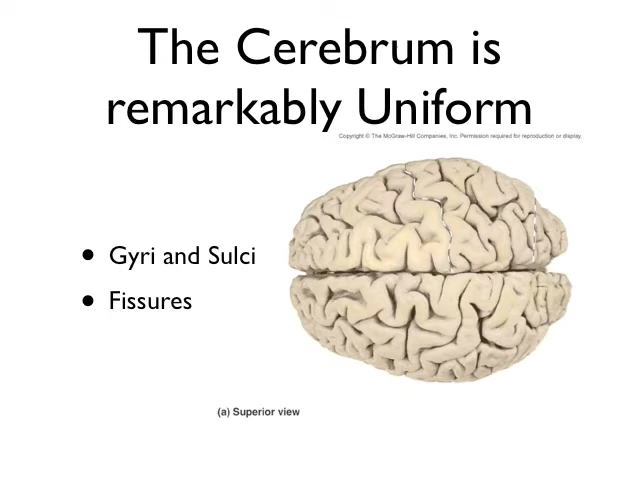 The Cerebrum is
remarkably Uniform
Copyright © The McGraw-Hill Companies, Inc. Permission required for reproduction or display.
• Gyri and Sulci
• Fissures
(a) Superior view